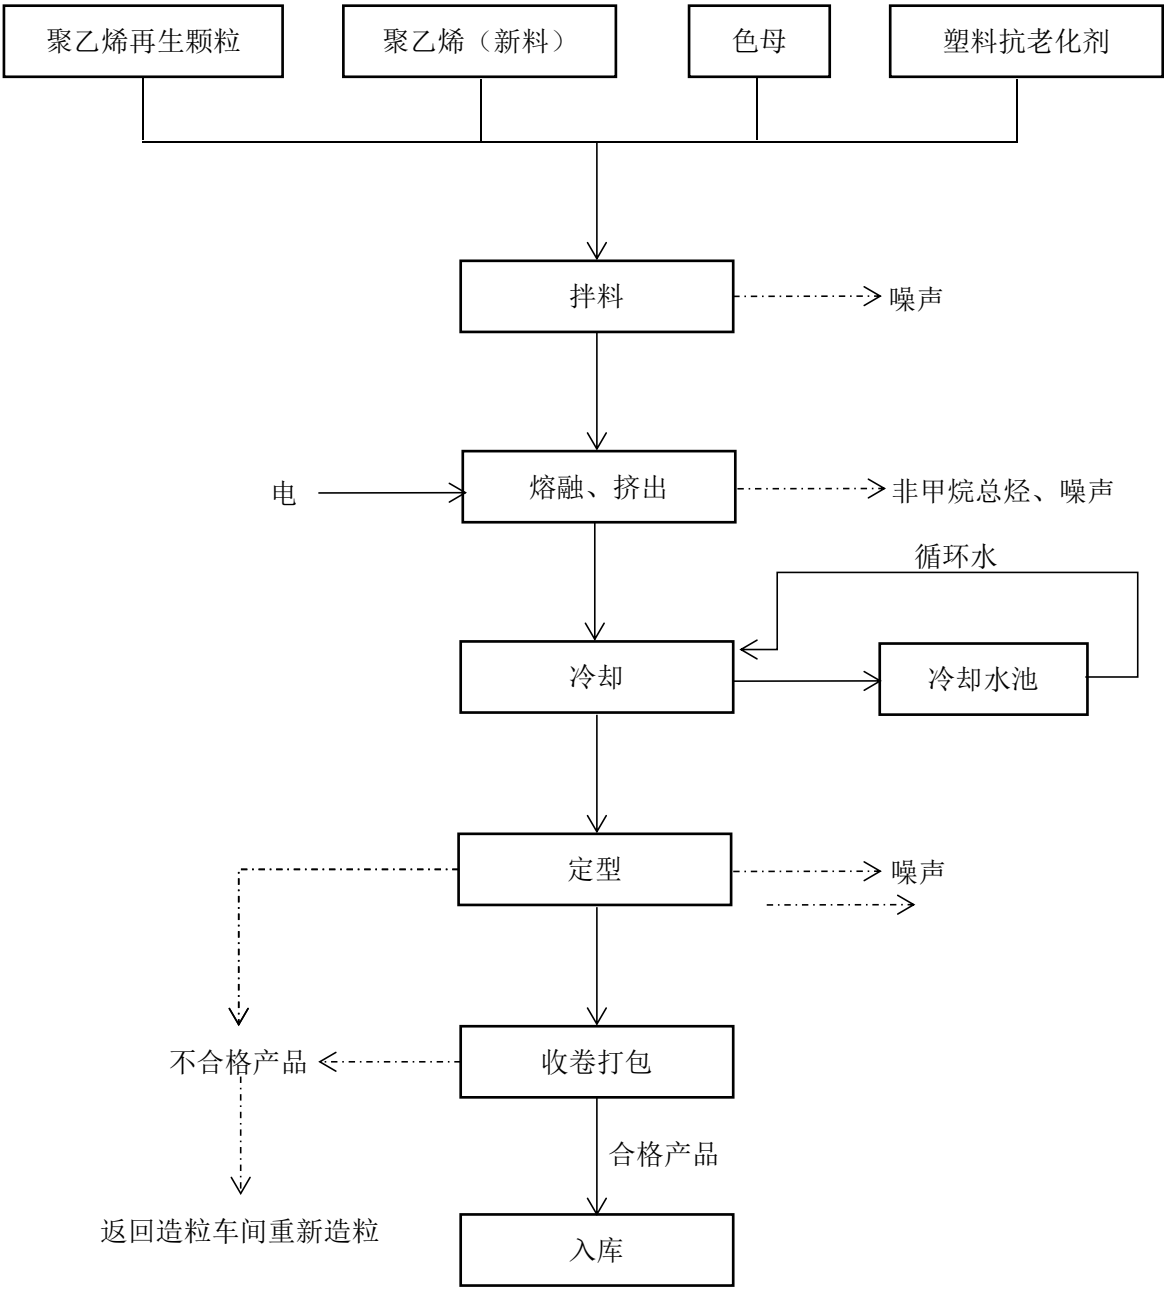 聚乙烯再生颗粒
聚乙烯（新料）
色母
塑料抗老化剂
拌料
噪声
电
熔融、挤出
非甲烷总烃、噪声
循环水
冷却
冷却水池
定型
噪声
不合格产品
收卷打包
合格产品
返回造粒车间重新造粒
入库